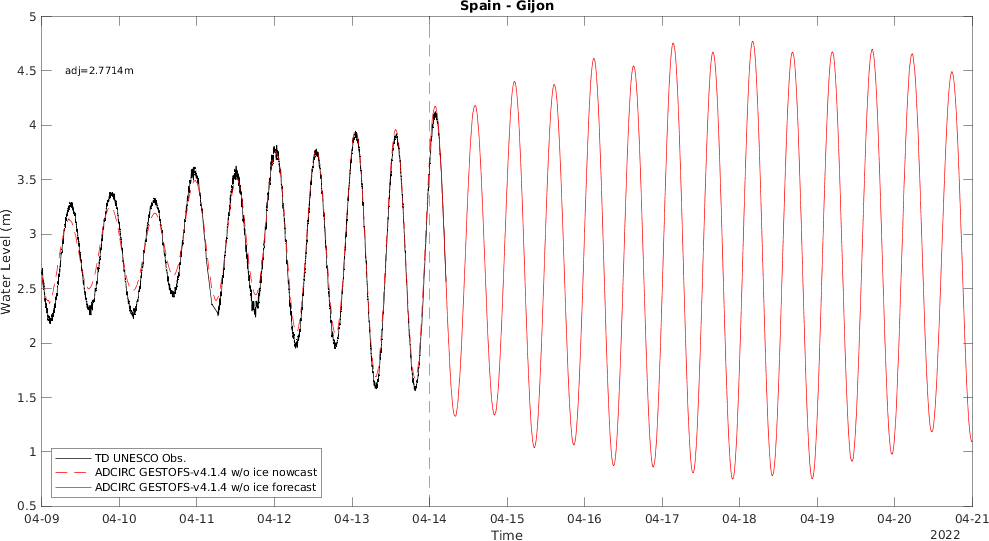 Spain - Gijon
5
4.5
adj=2.7714m
4
3.5
3
2.5
2
1.5
1
0.5
Water Level (m)
TD UNESCO Obs.
ADCIRC GESTOFS-v4.1.4 w/o ice nowcast
ADCIRC GESTOFS-v4.1.4 w/o ice forecast
04-09 04-10 04-11 04-12 04-13 04-14 04-15 04-16 04-17 04-18 04-19 04-20 04-21
Time
2022